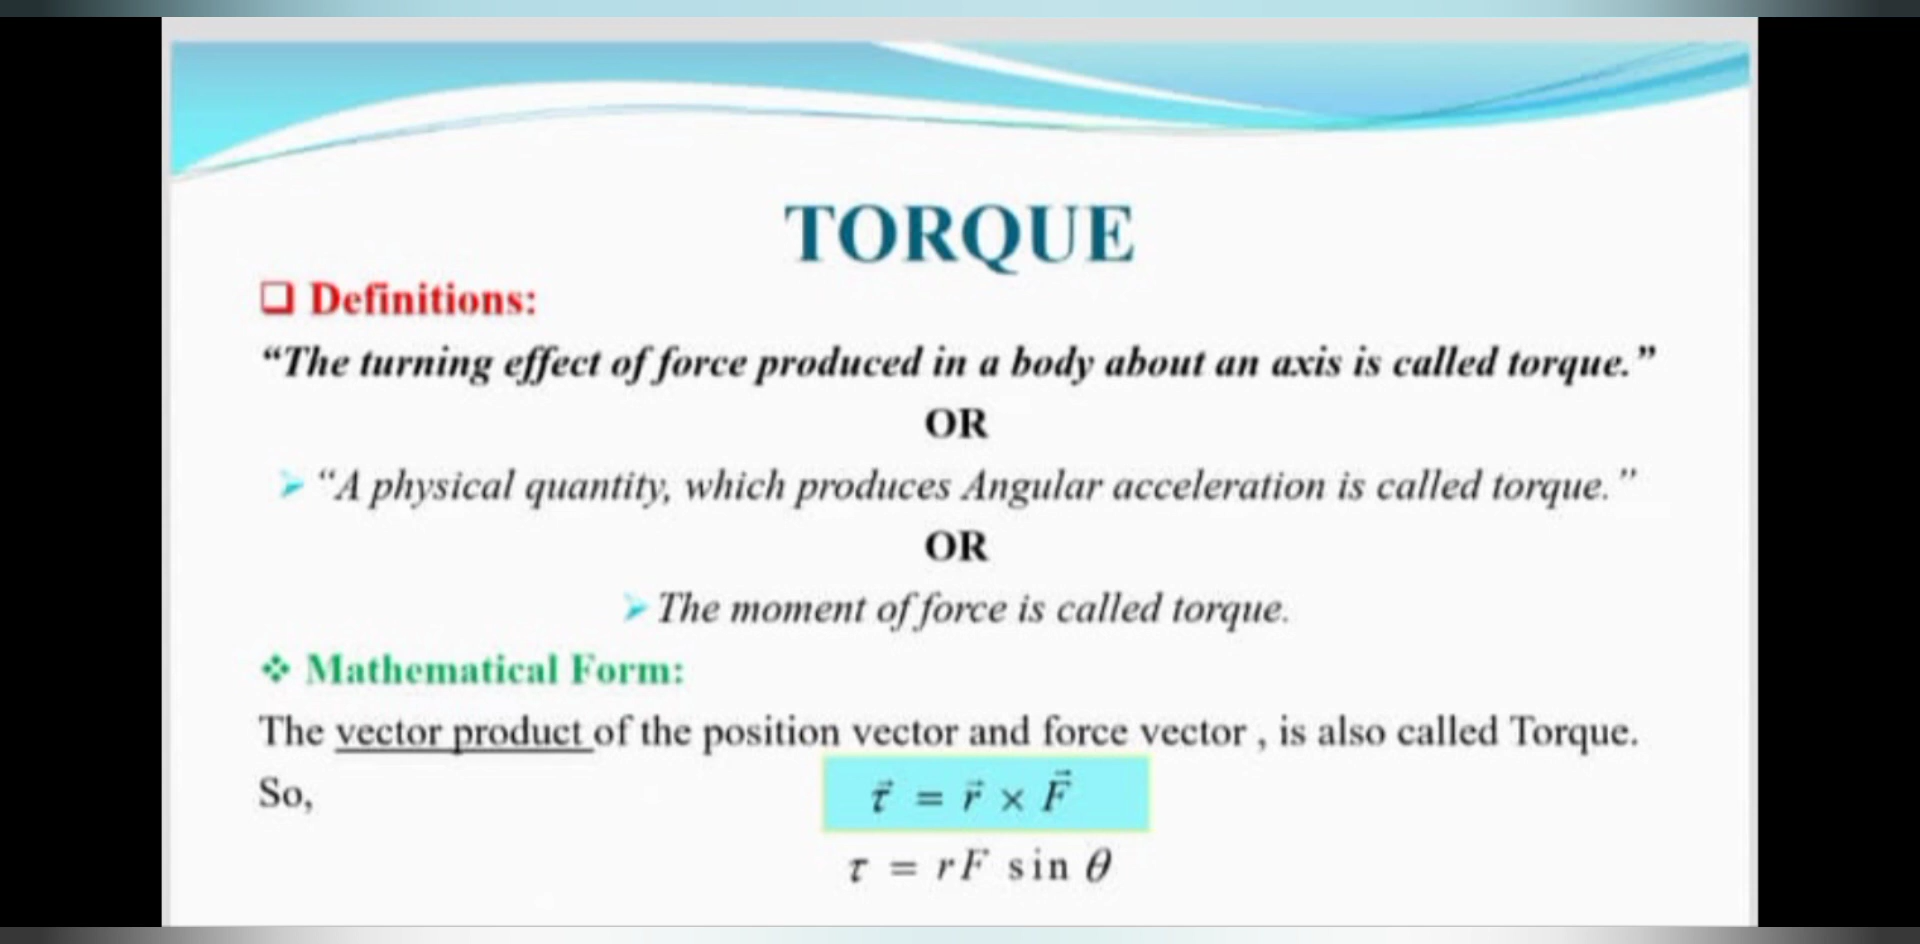 TORQUE
❑ Definitions:
“The turning effect of force produced in a body about an axis is called torque.”
OR
➢ “A physical quantity, which produces Angular acceleration is called torque.”
OR
➢ The moment of force is called torque.
❖ Mathematical Form:
The vector product of the position vector and force vector , is also called Torque.
So, τ⃗ = r⃗ × F⃗
τ = rF sin θ